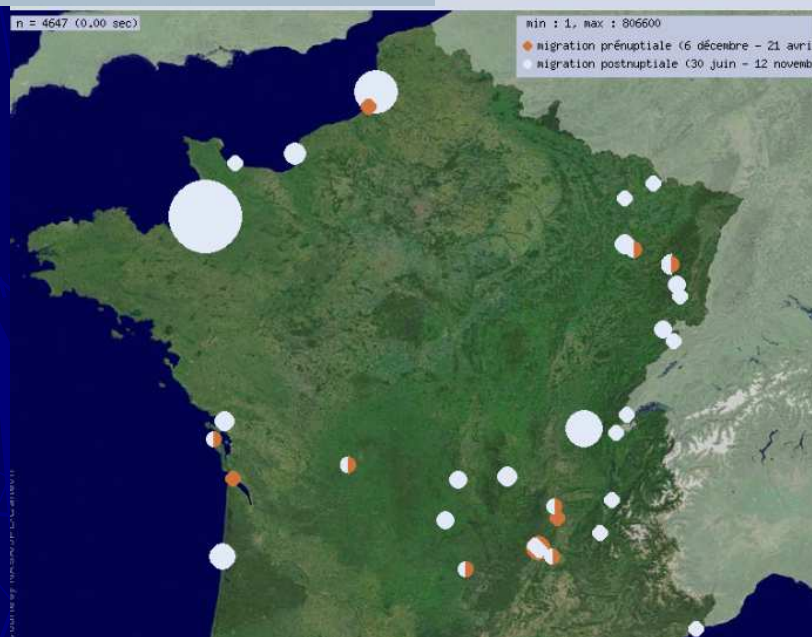 n = 4647 (0.00 sec)
min : 1, max : 806600
migration prénuptiale (6 décembre - 21 avri
migration postnuptiale (30 juin - 12 novemb